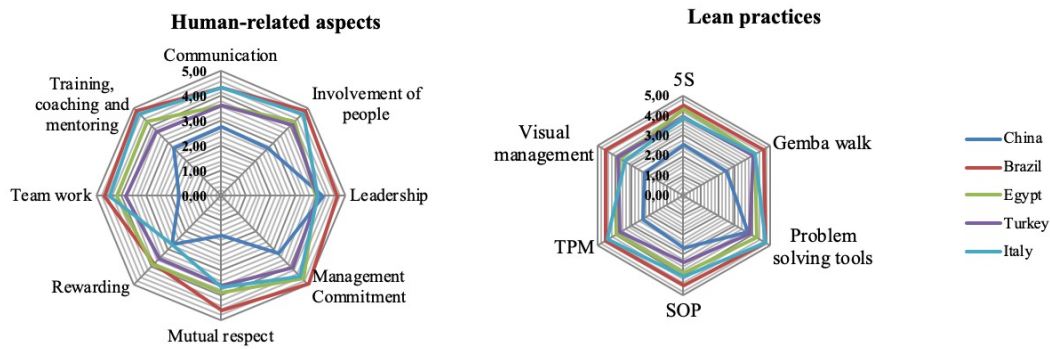 Human-related aspects
Communication
5,00
4,00
3,00
2,00
1,00
0,00
Involvement of
people
Leadership
Management
Commitment
Mutual respect
Rewarding
Team work
Training,
coaching and
mentoring
Lean practices
5S
5,00
4,00
3,00
2,00
1,00
0,00
Gemba walk
Problem
solving tools
SOP
TPM
Visual
management
China
Brazil
Egypt
Turkey
Italy